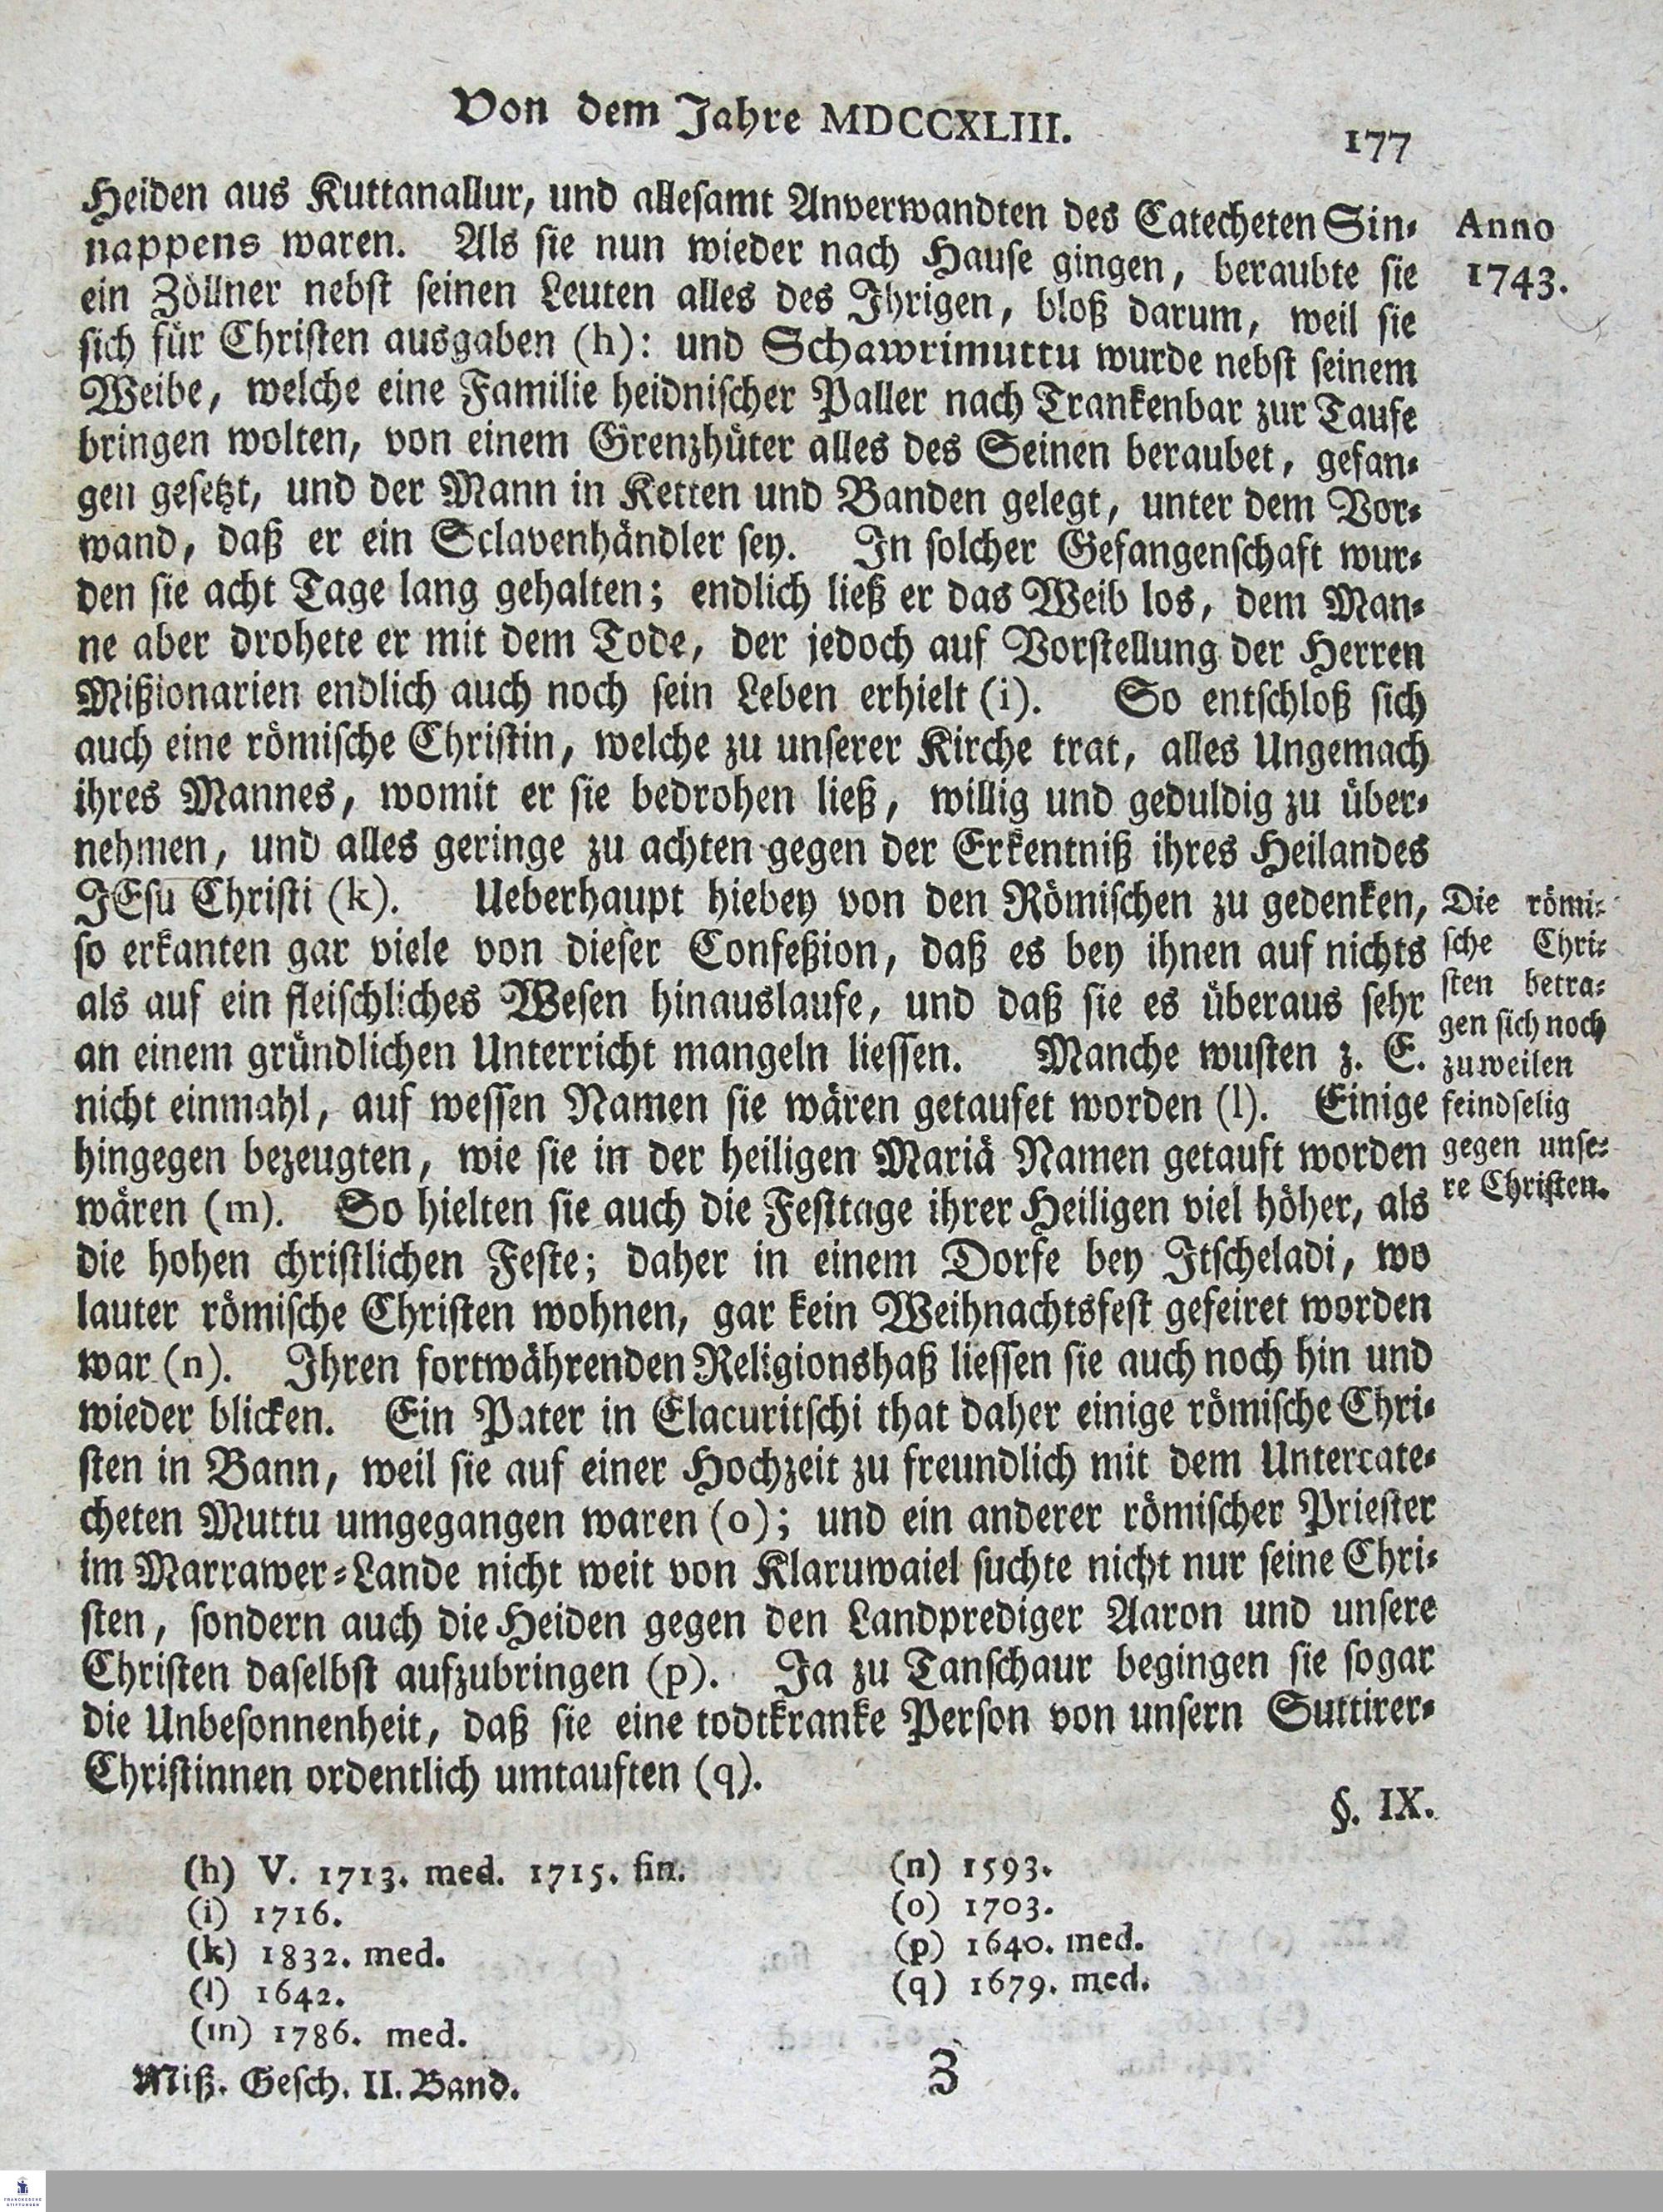 Von dem Jahre MDCCXLIII.
177
Heiden aus Kuttanallur, und allesamt Anverwandten des Catecheten Sin-
nappens waren. Als sie nun wieder nach Hause gingen, beraubte sie
ein Zöllner nebst seinen Leuten alles des Ihrigen, bloß darum, weil sie
sich für Christen ausgaben (h): und Schawrimuttu wurde nebst seinem
Weibe, welche eine Familie heidnischer Paller nach Trankenbar zur Taufe
bringen wolten, von einem Grenzhüter alles des Seinen beraubet, gefan-
gen gesetzt, und der Mann in Ketten und Banden gelegt, unter dem Vor-
wand, daß er ein Sclavenhändler sey. In solcher Gefangenschaft wur-
den sie acht Tage lang gehalten; endlich ließ er das Weib los, dem Man-
ne aber drohete er mit dem Tode, der jedoch auf Vorstellung der Herren
Mißionarien endlich auch noch sein Leben erhielt (i). So entschloß sich
auch eine römische Christin, welche zu unserer Kirche trat, alles Ungemach
ihres Mannes, womit er sie bedrohen ließ, willig und geduldig zu über-
nehmen, und alles geringe zu achten gegen der Erkentniß ihres Heilandes
JEsu Christi (k). Ueberhaupt hiebey von den Römischen zu gedenken,
so erkanten gar viele von dieser Confeßion, daß es bey ihnen auf nichts
als auf ein fleischliches Wesen hinauslaufe, und daß sie es überaus sehr
an einem gründlichen Unterricht mangeln liessen. Manche wusten z. E.
nicht einmahl, auf wessen Namen sie wären getaufet worden (l). Einige
hingegen bezeugten, wie sie in der heiligen Mariä Namen getauft worden
wären (m). So hielten sie auch die Festtage ihrer Heiligen viel höher, als
die hohen christlichen Feste; daher in einem Dorfe bey Itscheladi, wo
lauter römische Christen wohnen, gar kein Weihnachtsfest gefeiret worden
war (n). Ihren fortwährenden Religionshaß liessen sie auch noch hin und
wieder blicken. Ein Pater in Elacuritschi that daher einige römische Chri-
sten in Bann, weil sie auf einer Hochzeit zu freundlich mit dem Untercate-
cheten Muttu umgegangen waren (o); und ein anderer römischer Priester
im Marrawer-Lande nicht weit von Klaruwaiel suchte nicht nur seine Chri-
sten, sondern auch die Heiden gegen den Landprediger Aaron und unsere
Christen daselbst aufzubringen (p). Ja zu Tanschaur begingen sie sogar
die Unbesonnenheit, daß sie eine todtkranke Person von unsern Suttirer-
Christinnen ordentlich umtauften (q).
§. IX.
Anno
1743.
Die römi-
sche Chri-
sten betra-
gen sich noch
zuweilen
feindselig
gegen unse-
re Christen.
(h) V. 1713. med. 1715. fin.
(i) 1716.
(k) 1832. med.
(l) 1642.
(m) 1786. med.
(n) 1593.
(o) 1703.
(p) 1640. med.
(q) 1679. med.
Miß. Gesch. II. Band.
Z
FRANCKESCHE
STIFTUNGEN